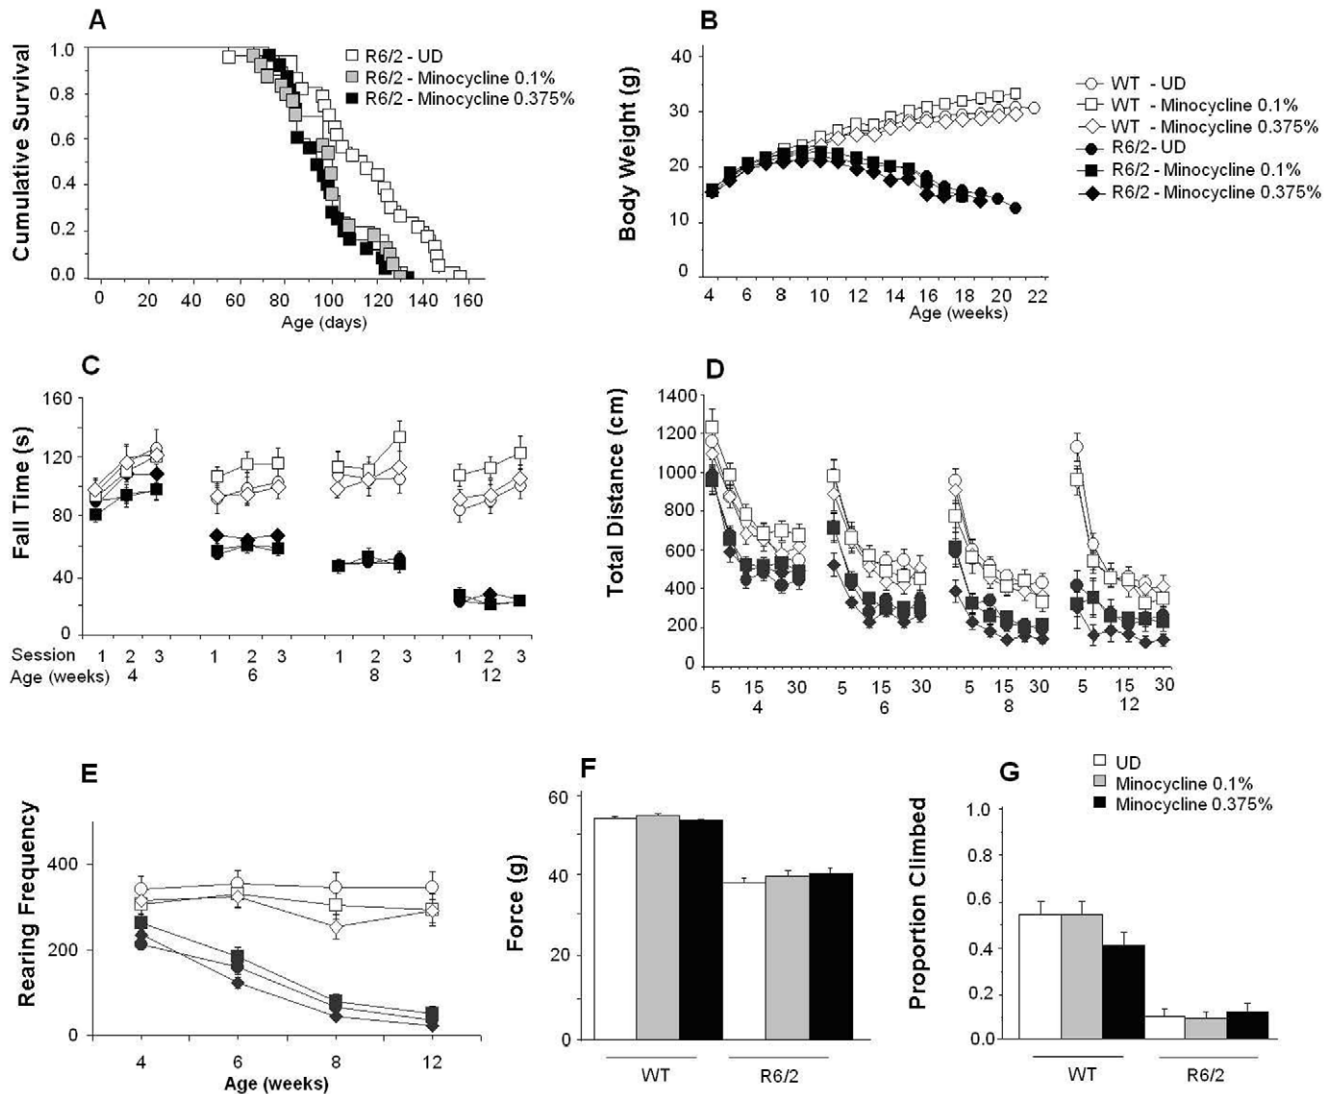 A
Cumulative Survival
1.0
0.8
0.6
0.4
0.2
0.0
0 20 40 60 80 100 120 140 160
Age (days)
R6/2 - UD
R6/2 - Minocycline 0.1%
R6/2 - Minocycline 0.375%
B
Body Weight (g)
40
30
20
10
0
4 6 8 10 12 14 16 18 20 22
Age (weeks)
WT - UD
WT - Minocycline 0.1%
WT - Minocycline 0.375%
R6/2- UD
R6/2 - Minocycline 0.1%
R6/2 - Minocycline 0.375%
C
Fall Time (s)
160
120
80
40
0
Session 1 2 3 1 2 3 1 2 3 1 2 3
Age (weeks) 4 6 8 12
D
Total Distance (cm)
1400
1200
1000
800
600
400
200
0
5 15 30 5 15 30 5 15 30 5 15 30
4 6 8 12
E
Rearing Frequency
400
200
0
4 6 8 12
Age (weeks)
F
Force (g)
60
40
20
0
WT R6/2
G
UD
Minocycline 0.1%
Minocycline 0.375%
Proportion Climbed
1.0
0.8
0.6
0.4
0.2
0.0
WT R6/2